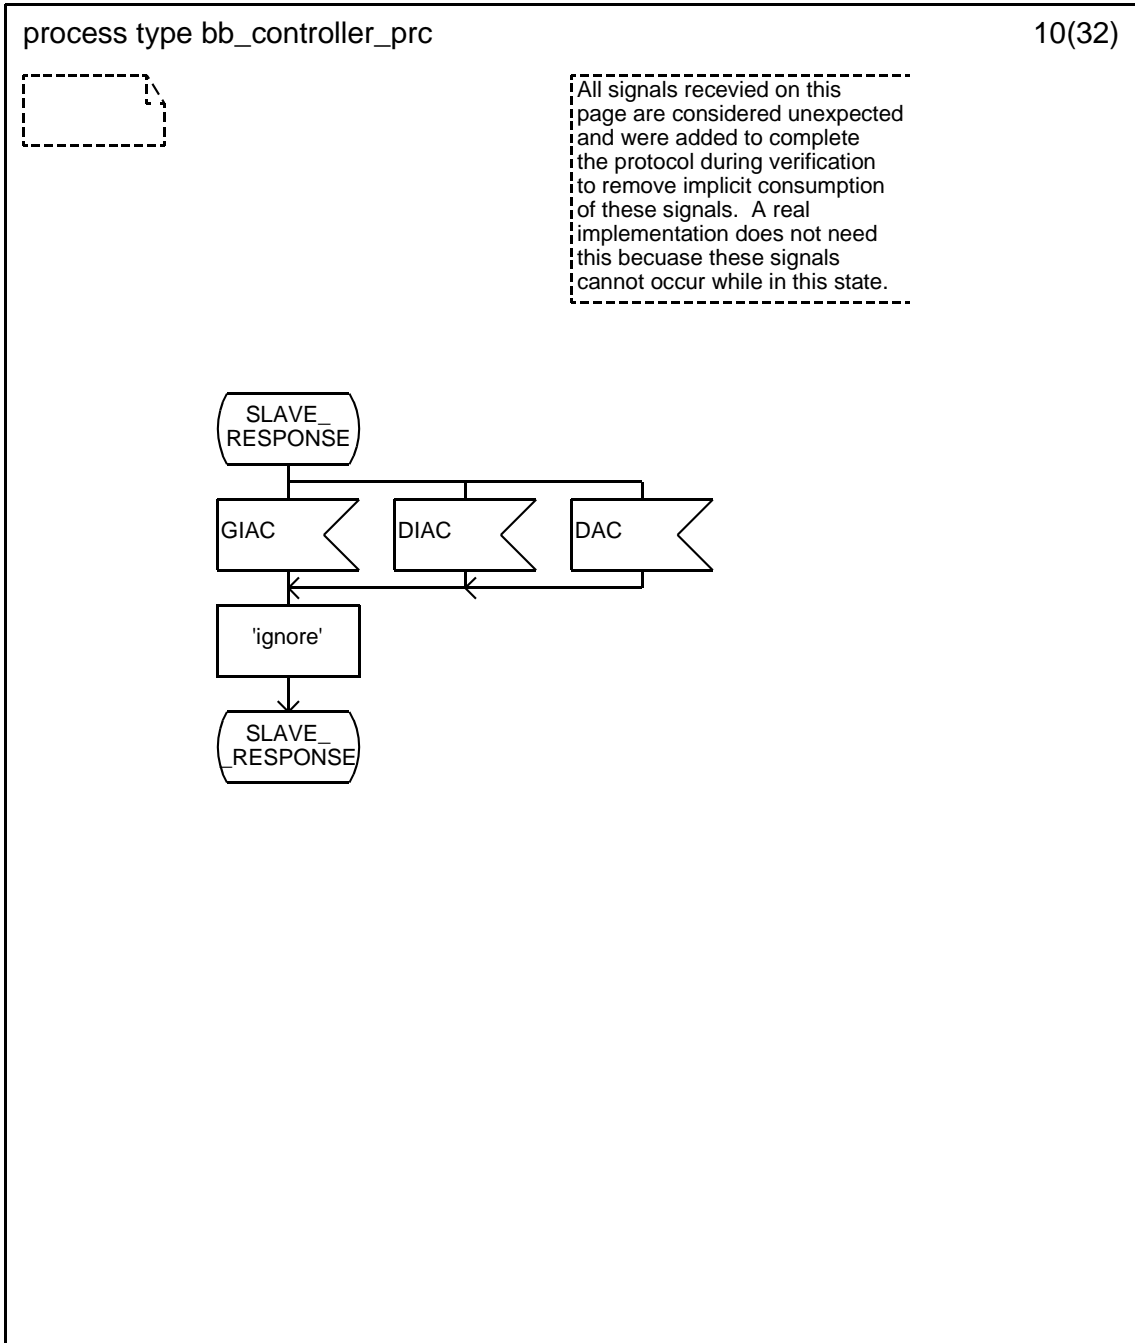 process type bb_controller_prc
10(32)
All signals recevied on this
page are considered unexpected
and were added to complete
the protocol during verification
to remove implicit consumption
of these signals.  A real
implementation does not need
this becuase these signals
cannot occur while in this state.
SLAVE_
RESPONSE
GIAC
DIAC
DAC
'ignore'
SLAVE_
_RESPONSE